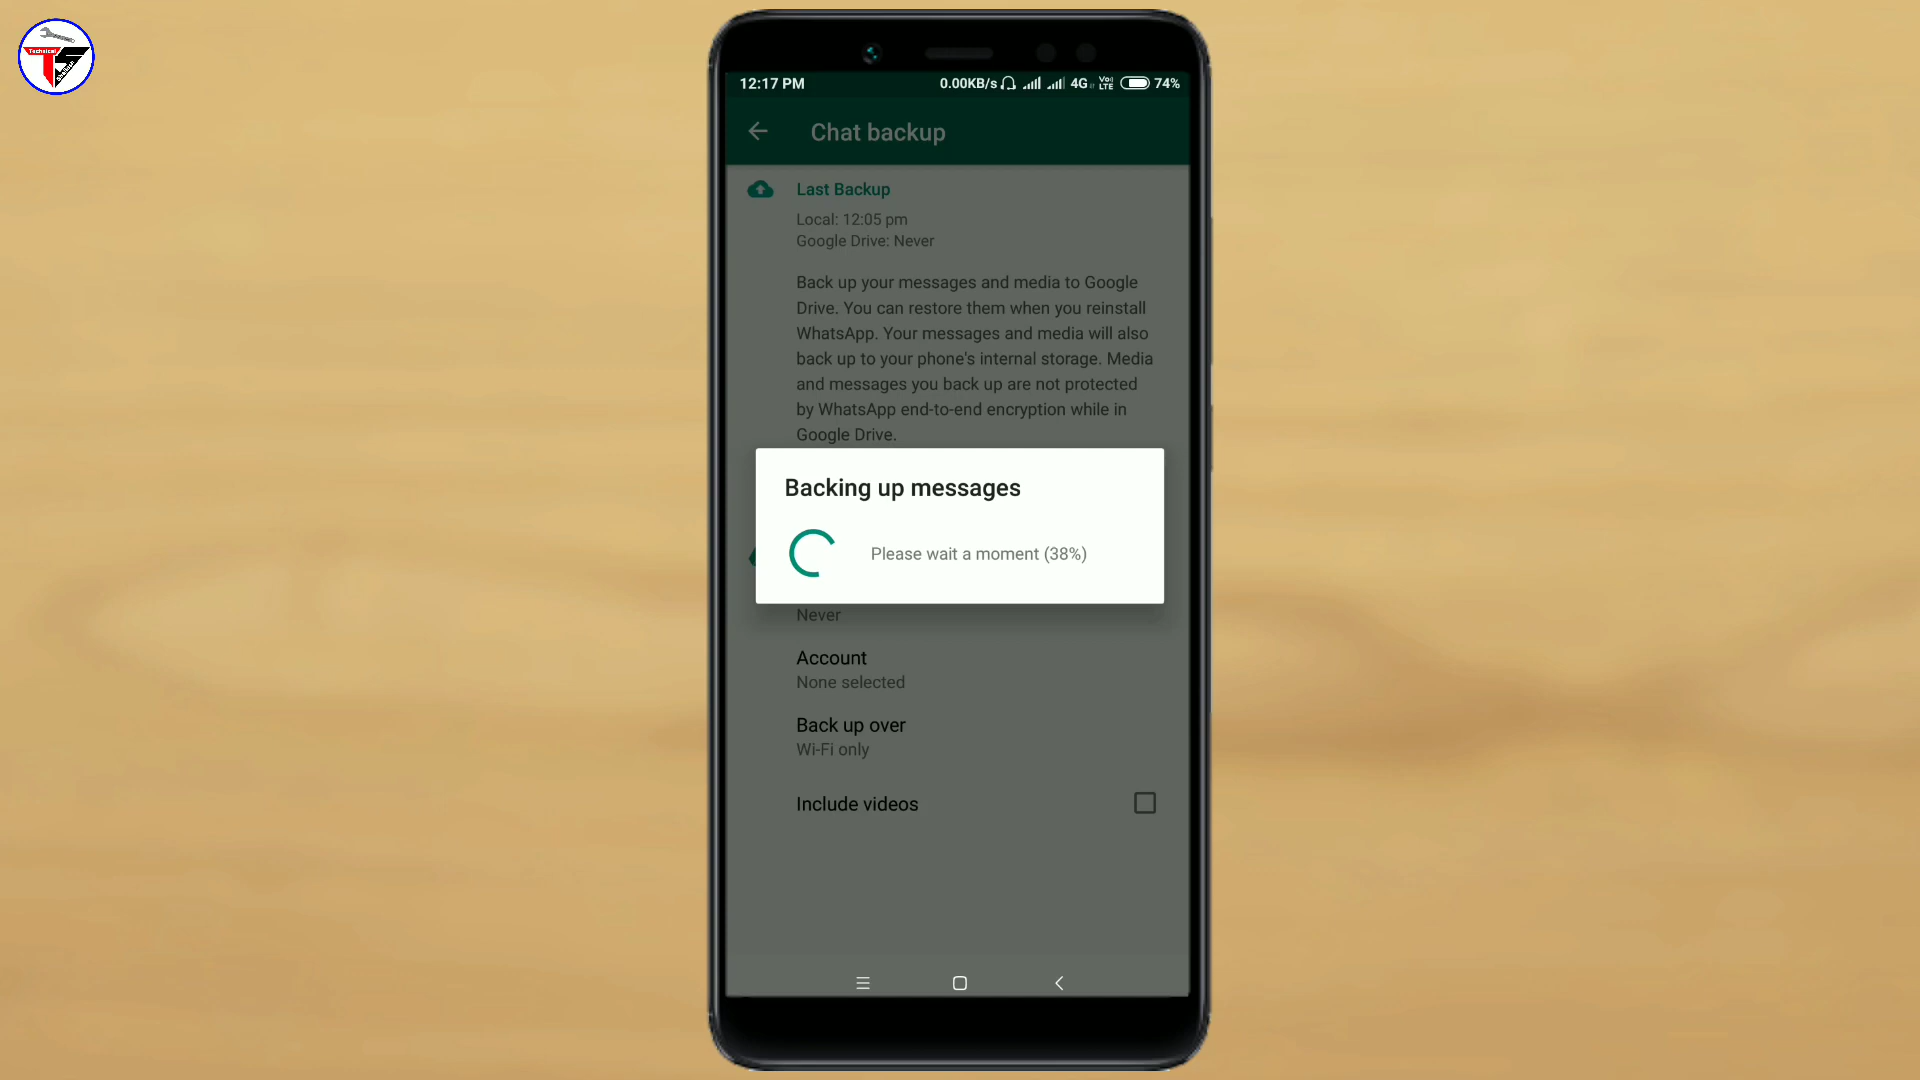 Technical
12:17 PM
0.00KB/s 4G VoLTE 74%
Chat backup
Last Backup
Local: 12:05 pm
Google Drive: Never
Back up your messages and media to Google
Drive. You can restore them when you reinstall
WhatsApp. Your messages and media will also
back up to your phone's internal storage. Media
and messages you back up are not protected
by WhatsApp end-to-end encryption while in
Google Drive.
Backing up messages
Please wait a moment (38%)
Never
Account
None selected
Back up over
Wi-Fi only
Include videos